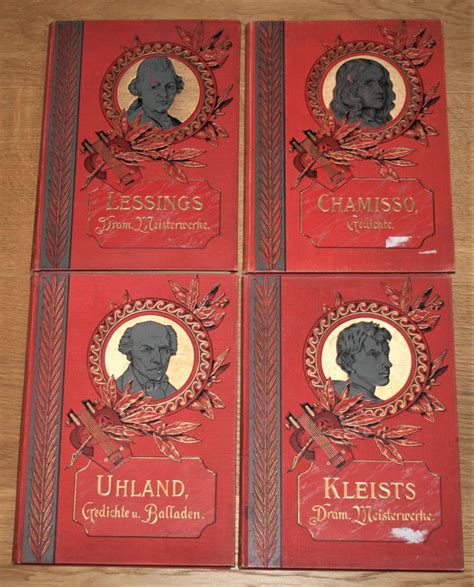 LESSINGS
Dram. Meisterwerke.
CHAMISSO,
Gedichte.
UHLAND,
Gedichte u. Balladen.
KLEISTS
Dram. Meisterwerke.